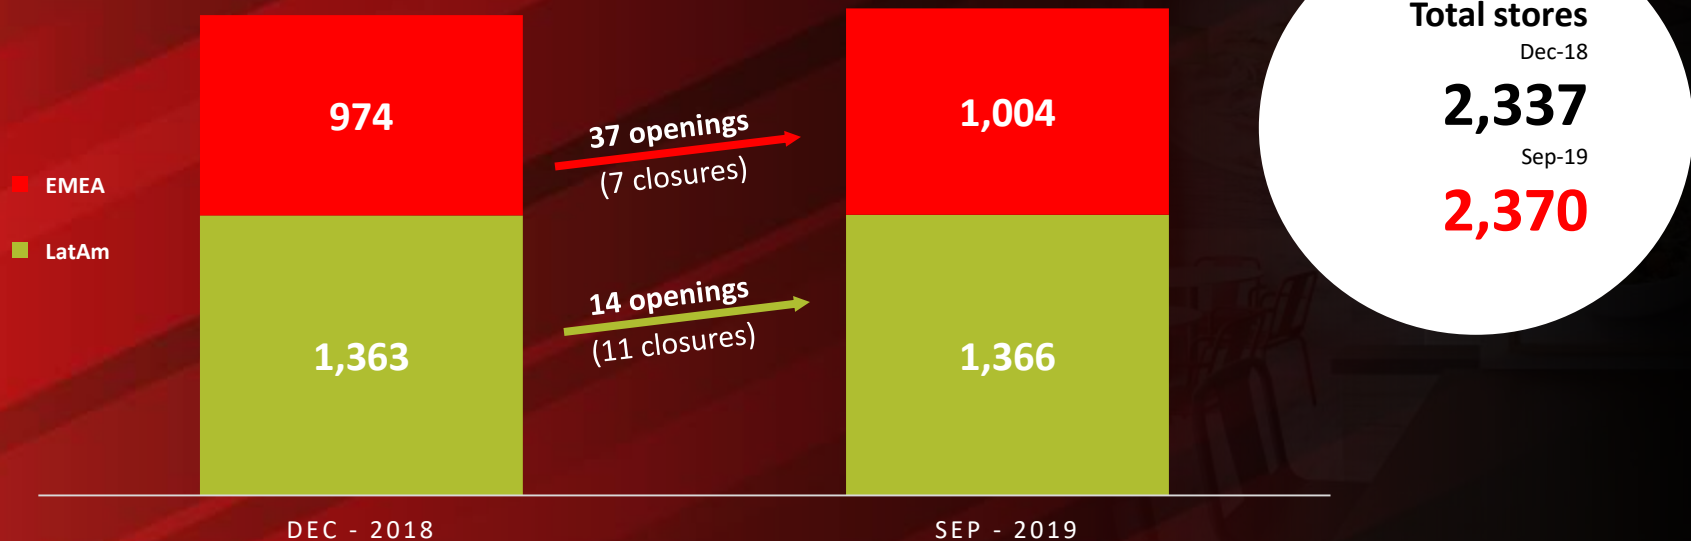 Total stores
Dec-18
2,337
Sep-19
2,370
EMEA
LatAm
974
37 openings
(7 closures)
1,004
1,363
14 openings
(11 closures)
1,366
DEC - 2018
SEP - 2019